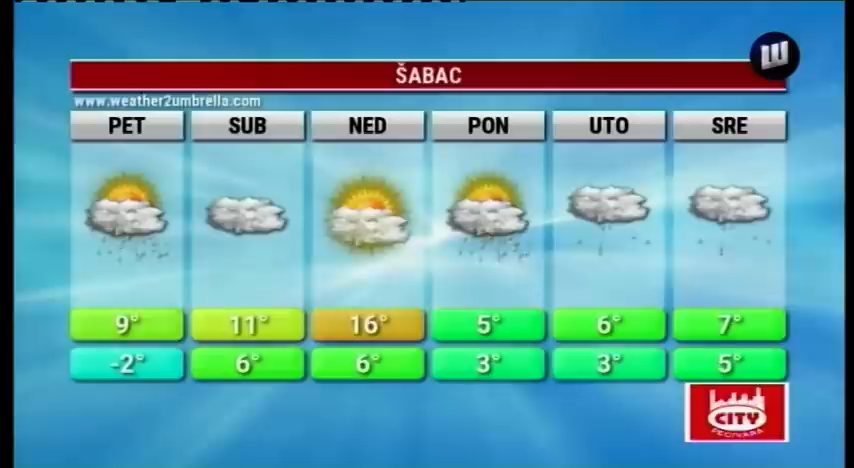 Ш
ŠABAC
www.weather2umbrella.com
PET SUB NED PON UTO SRE
9° 11° 16° 5° 6° 7°
-2° 6° 6° 3° 3° 5°
CITY
PECIVARA